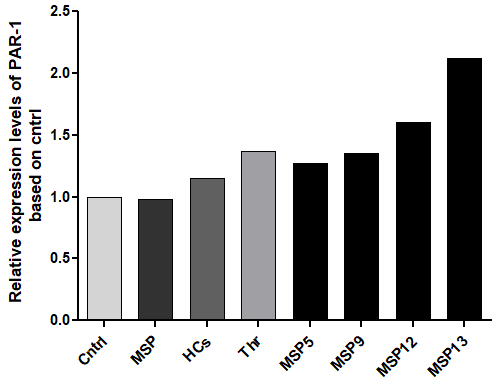 Relative expression levels of PAR-1
based on cntrl
2.5
2.0
1.5
1.0
0.5
0.0
Cntrl
MSP
HCs
Thr
MSP5
MSP9
MSP12
MSP13